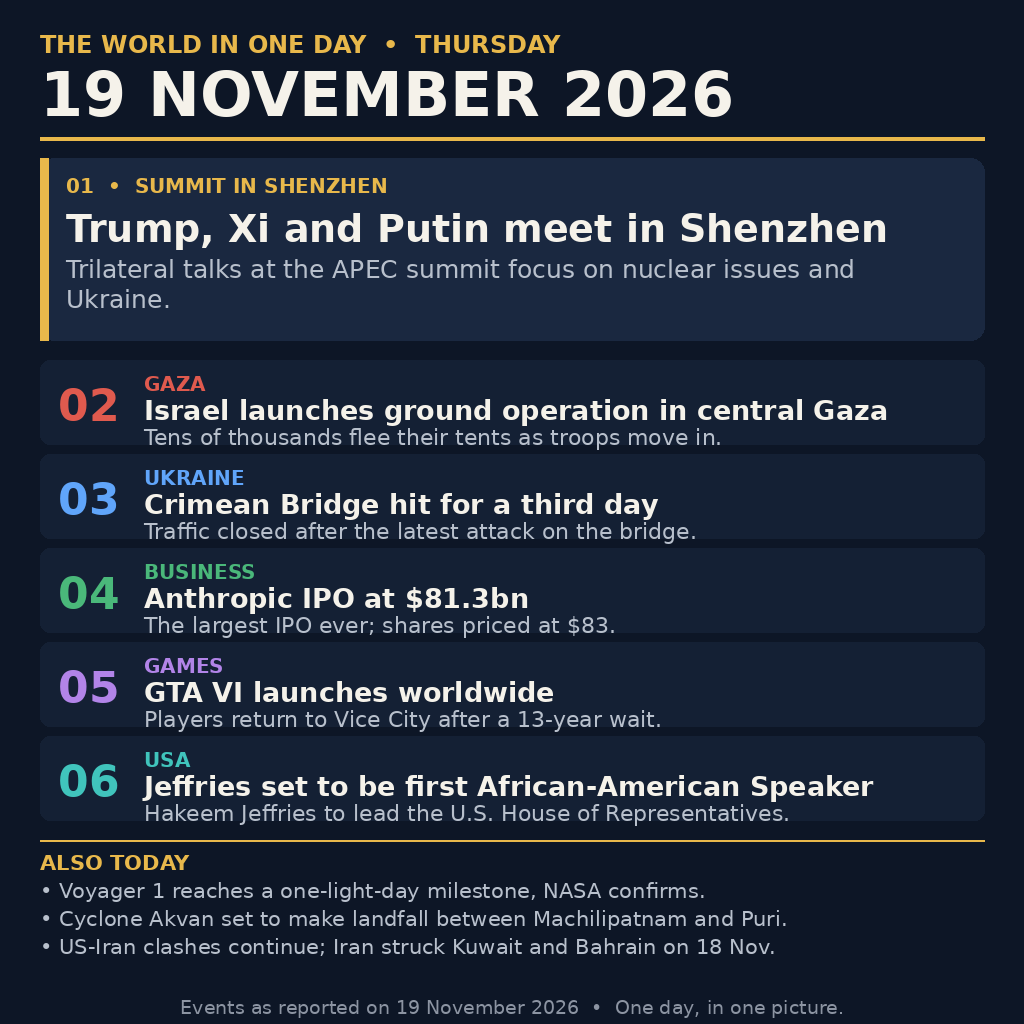 THE WORLD IN ONE DAY • THURSDAY
19 NOVEMBER 2026
01 • SUMMIT IN SHENZHEN
Trump, Xi and Putin meet in Shenzhen
Trilateral talks at the APEC summit focus on nuclear issues and
Ukraine.
02
GAZA
Israel launches ground operation in central Gaza
Tens of thousands flee their tents as troops move in.
03
UKRAINE
Crimean Bridge hit for a third day
Traffic closed after the latest attack on the bridge.
04
BUSINESS
Anthropic IPO at $81.3bn
The largest IPO ever; shares priced at $83.
05
GAMES
GTA VI launches worldwide
Players return to Vice City after a 13-year wait.
06
USA
Jeffries set to be first African-American Speaker
Hakeem Jeffries to lead the U.S. House of Representatives.
ALSO TODAY
• Voyager 1 reaches a one-light-day milestone, NASA confirms.
• Cyclone Akvan set to make landfall between Machilipatnam and Puri.
• US-Iran clashes continue; Iran struck Kuwait and Bahrain on 18 Nov.
Events as reported on 19 November 2026 • One day, in one picture.